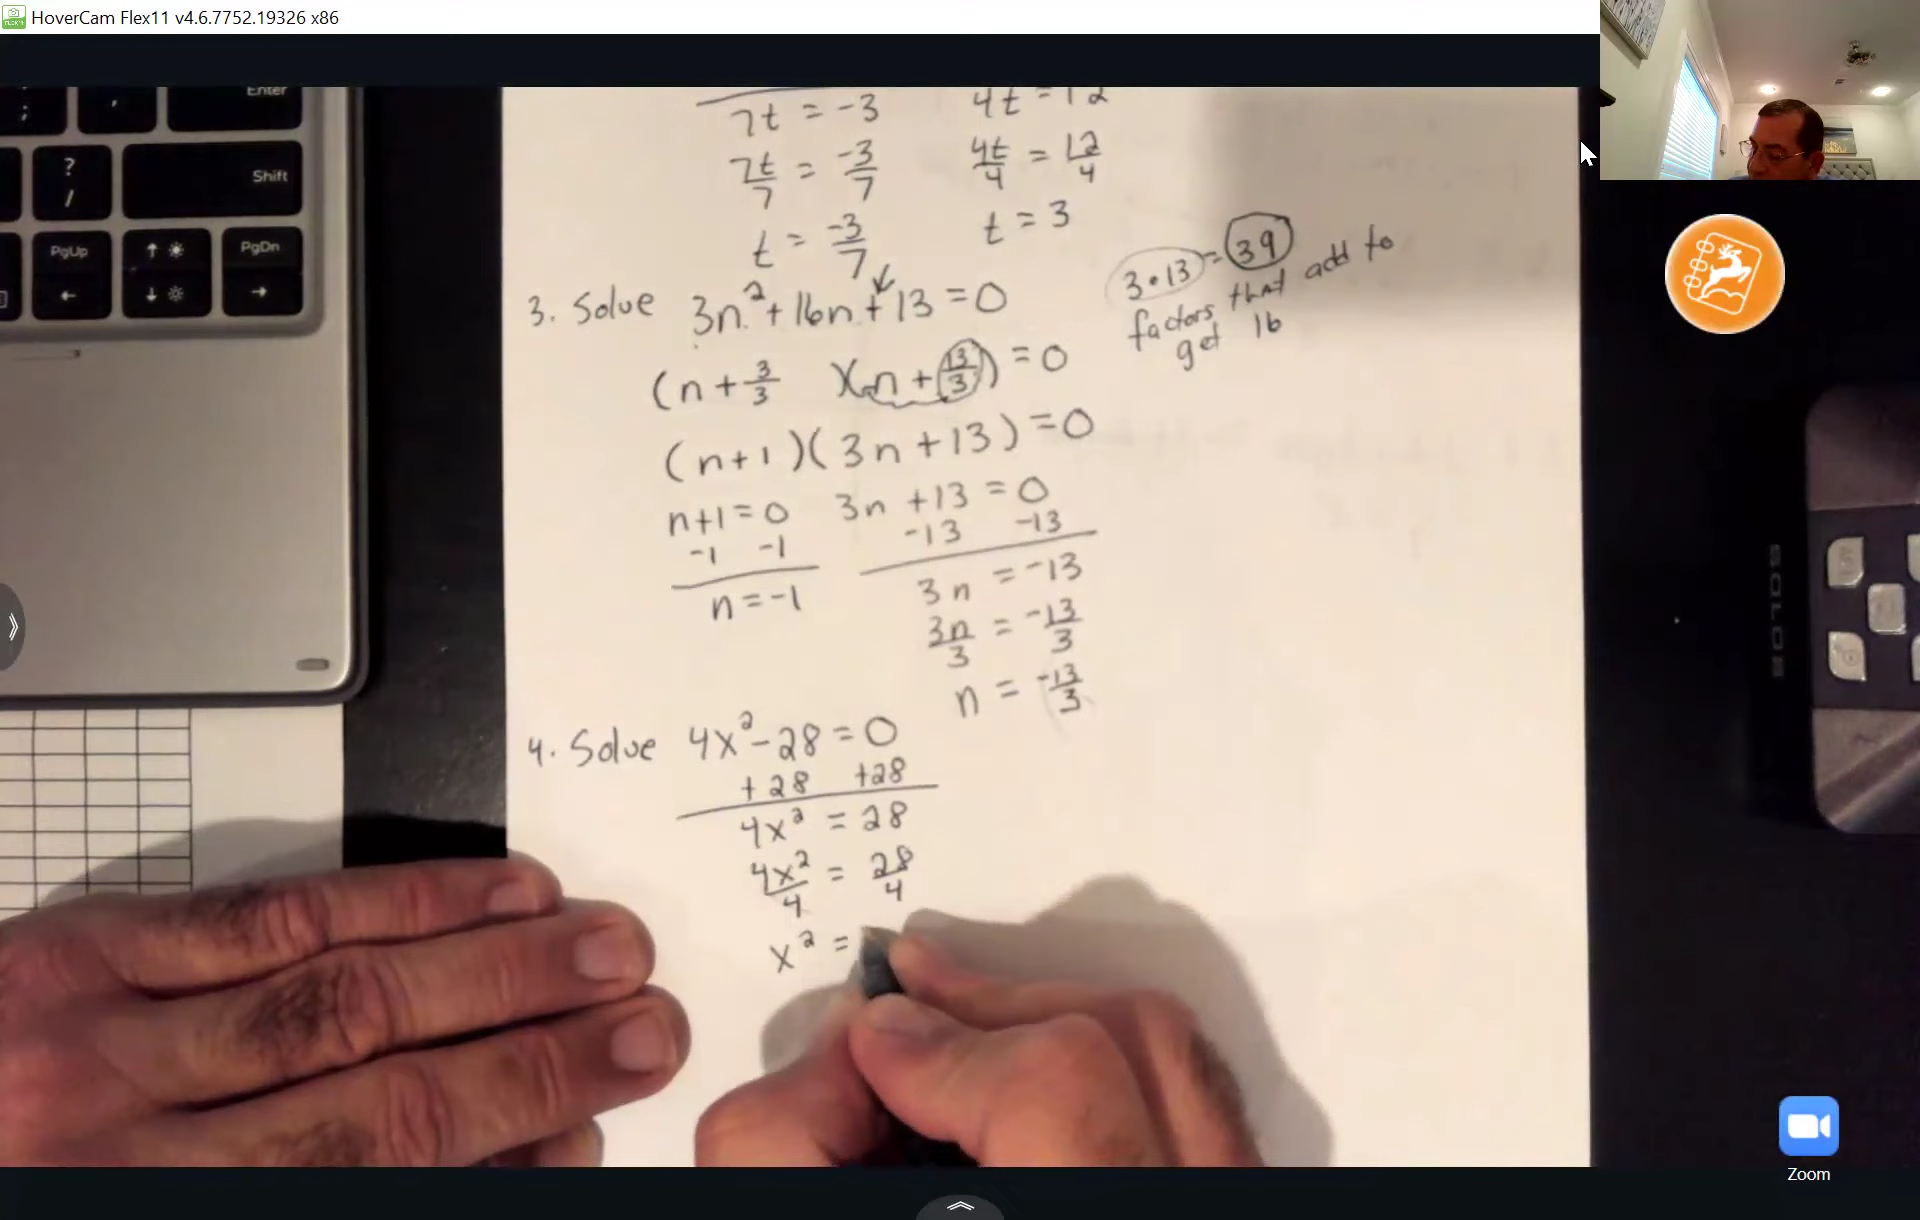 HoverCam Flex11 v4.6.7752.19326 x86
Enter
;
'
?
/
Shift
PgUp
PgDn
7t = -3
7t/7 = -3/7
t = -3/7
4t = 12
4t/4 = 12/4
t = 3
3. Solve 3n² + 16n + 13 = 0
(n + 3/3 )(n + 13/3) = 0
(n+1)(3n+13) = 0
n+1 = 0
-1 -1
n = -1
3n +13 = 0
-13 -13
3n = -13
3n/3 = -13/3
n = -13/3
3 • 13 = 39
factors that add to
get 16
4. Solve 4x² - 28 = 0
+28 +28
4x² = 28
4x²/4 = 28/4
x² =
SOLOS
Zoom